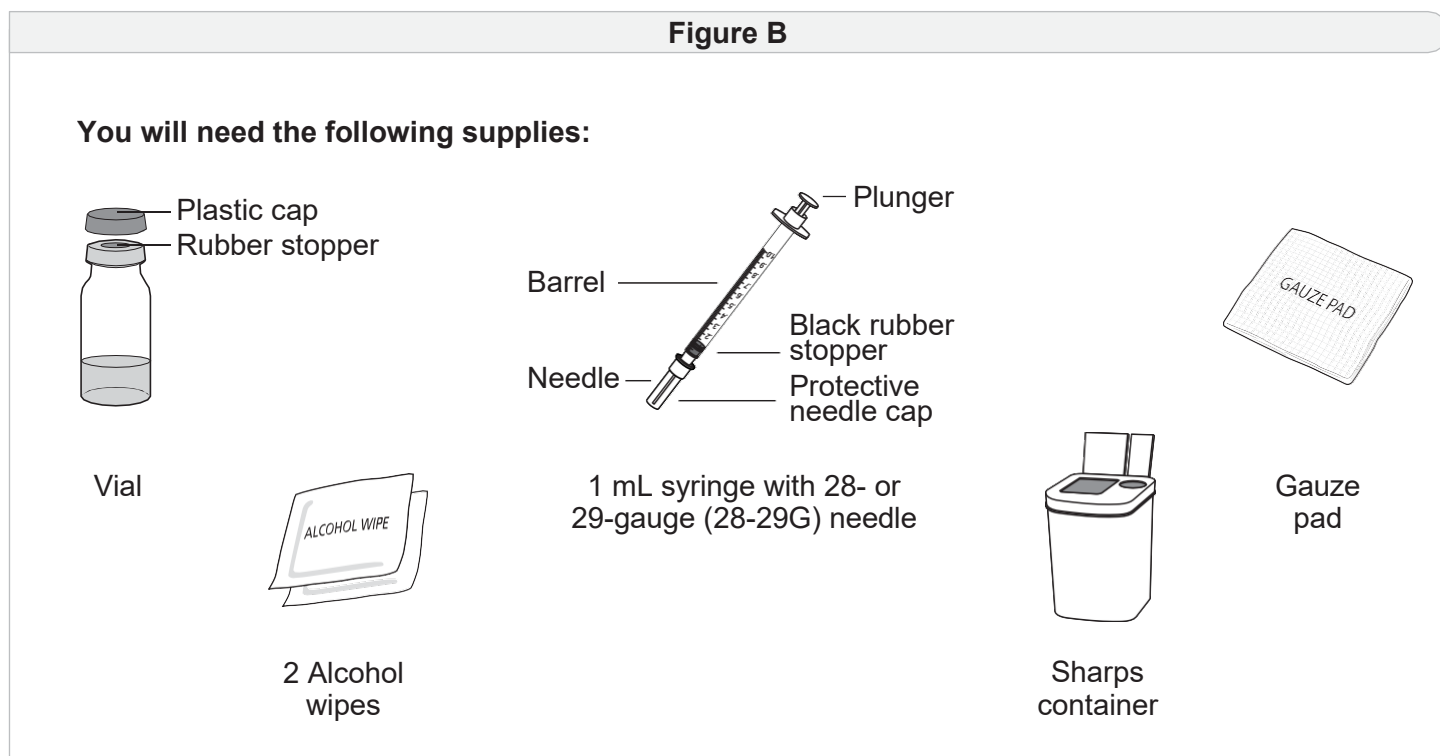 Figure B
You will need the following supplies:
Plastic cap
Rubber stopper
Vial
ALCOHOL WIPE
2 Alcohol
wipes
Plunger
Barrel
Black rubber
stopper
Needle
Protective
needle cap
1 mL syringe with 28- or
29-gauge (28-29G) needle
Sharps
container
GAUZE PAD
Gauze
pad